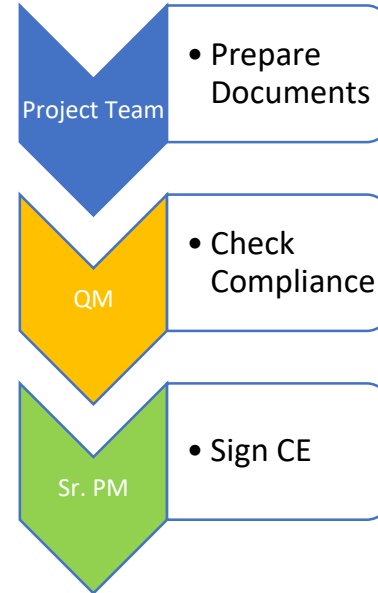 Project Team
• Prepare
Documents
QM
• Check
Compliance
Sr. PM
• Sign CE